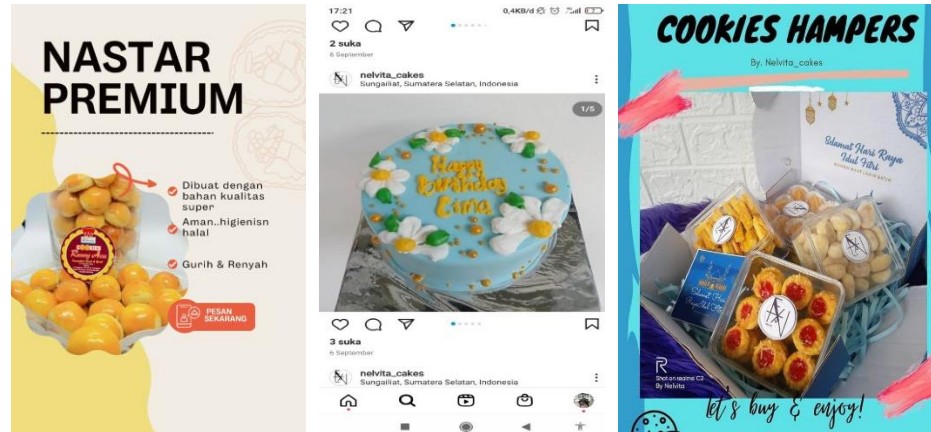 NASTAR
PREMIUM
Dibuat dengan
bahan kualitas
super
Aman..higienisn
halal
Gurih & Renyah
PESAN
SEKARANG
17:21
0,4KB/d
2 suka
6 September
nelvita_cakes
Sungailiat, Sumatera Selatan, Indonesia
1/5
Happy
birthday
3 suka
6 September
nelvita_cakes
Sungailiat, Sumatera Selatan, Indonesia
COOKIES HAMPERS
By. Nelvita_cakes
Selamat Hari Raya
Idul Fitri
Shot on realme C2
By Nelvita
let's buy & enjoy!